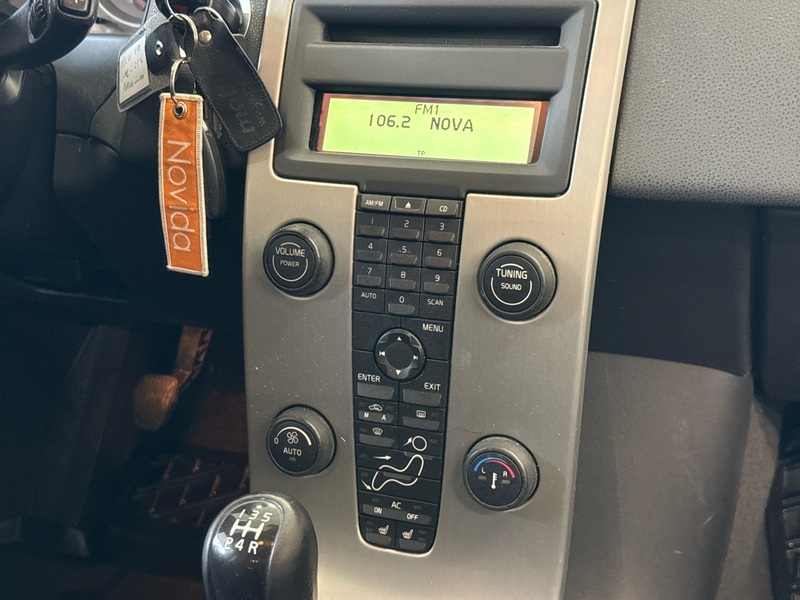 FM1
106.2 NOVA
TP
Novida
AM/FM
CD
1
2
3
4
5
6
7
8
9
AUTO
0
SCAN
VOLUME
POWER
TUNING
SOUND
MENU
ENTER
EXIT
M A
0
AUTO
L R
AC
ON
OFF
1 3 5
2 4 R